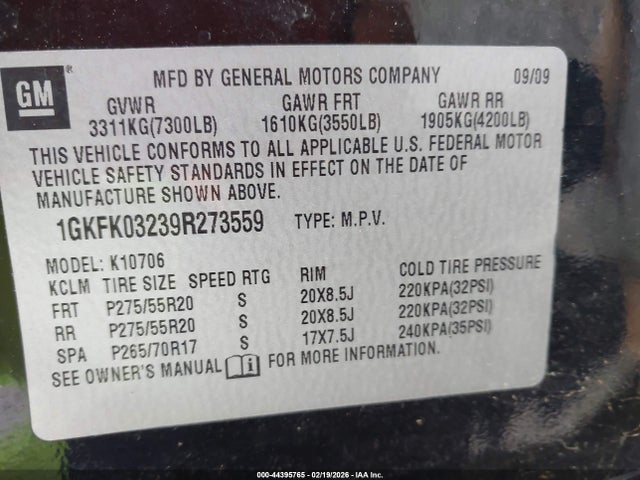 GM ®
MFD BY GENERAL MOTORS COMPANY 09/09
GVWR GAWR FRT GAWR RR
3311KG(7300LB) 1610KG(3550LB) 1905KG(4200LB)
THIS VEHICLE CONFORMS TO ALL APPLICABLE U.S. FEDERAL MOTOR
VEHICLE SAFETY STANDARDS IN EFFECT ON THE DATE OF
MANUFACTURE SHOWN ABOVE.
1GKFK03239R273559 TYPE: M.P.V.
MODEL: K10706
KCLM TIRE SIZE SPEED RTG RIM COLD TIRE PRESSURE
FRT P275/55R20 S 20X8.5J 220KPA(32PSI)
RR P275/55R20 S 20X8.5J 220KPA(32PSI)
SPA P265/70R17 S 17X7.5J 240KPA(35PSI)
SEE OWNER'S MANUAL FOR MORE INFORMATION.
000-44395765 - 02/19/2026 - IAA Inc.